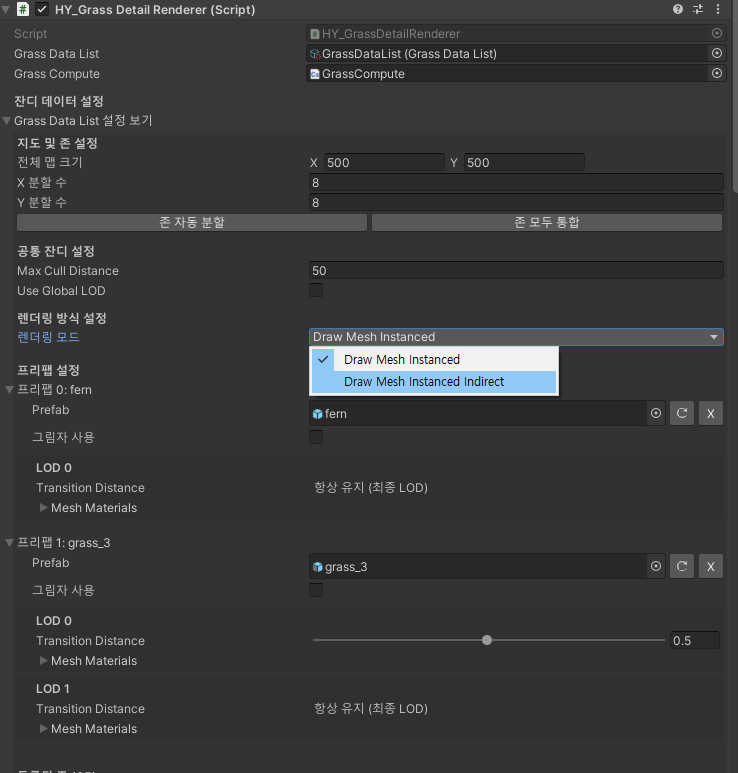 HY_Grass Detail Renderer (Script)
Script HY_GrassDetailRenderer
Grass Data List GrassDataList (Grass Data List)
Grass Compute GrassCompute
잔디 데이터 설정
Grass Data List 설정 보기
지도 및 존 설정
전체 맵 크기 X 500 Y 500
X 분할 수 8
Y 분할 수 8
존 자동 분할 존 모두 통합
공통 잔디 설정
Max Cull Distance 50
Use Global LOD
렌더링 방식 설정
렌더링 모드 Draw Mesh Instanced
Draw Mesh Instanced
Draw Mesh Instanced Indirect
프리팹 설정
프리팹 0: fern
Prefab fern X
그림자 사용
LOD 0
Transition Distance 항상 유지 (최종 LOD)
Mesh Materials
프리팹 1: grass_3
Prefab grass_3 X
그림자 사용
LOD 0
Transition Distance 0.5
Mesh Materials
LOD 1
Transition Distance 항상 유지 (최종 LOD)
Mesh Materials